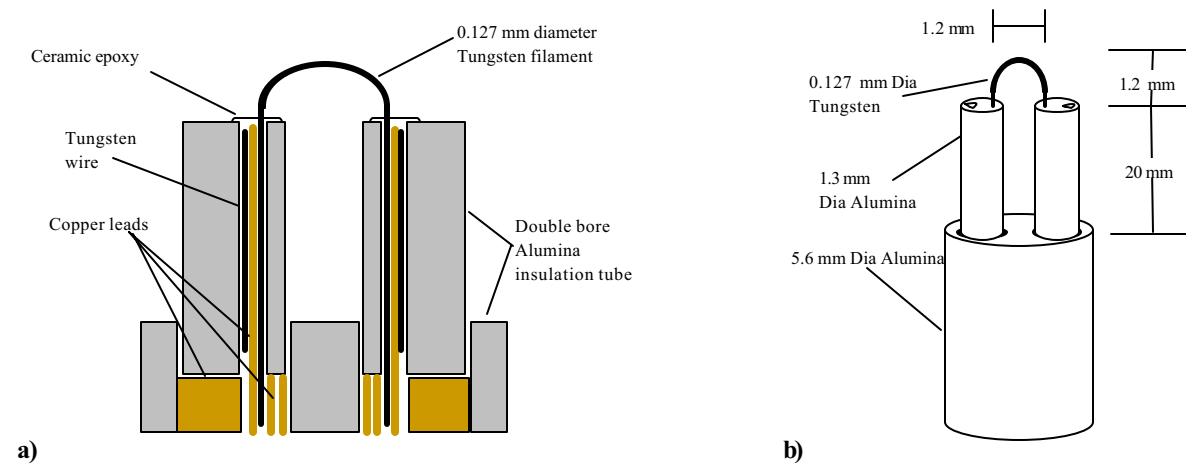 Ceramic epoxy
0.127 mm diameter
Tungsten filament
Tungsten
wire
Copper leads
Double bore
Alumina
insulation tube
a)
1.2 mm
0.127 mm Dia
Tungsten
1.2 mm
1.3 mm
Dia Alumina
20 mm
5.6 mm Dia Alumina
b)